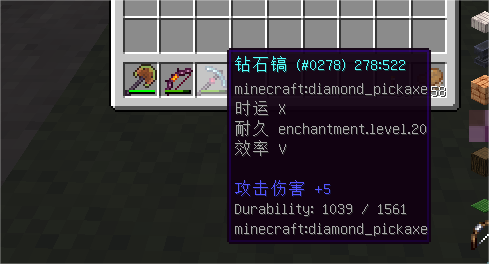 钻石镐 (#0278) 278:522
minecraft:diamond_pickaxe
时运 X
耐久 enchantment.level.20
效率 V
攻击伤害 +5
Durability: 1039 / 1561
minecraft:diamond_pickaxe
58